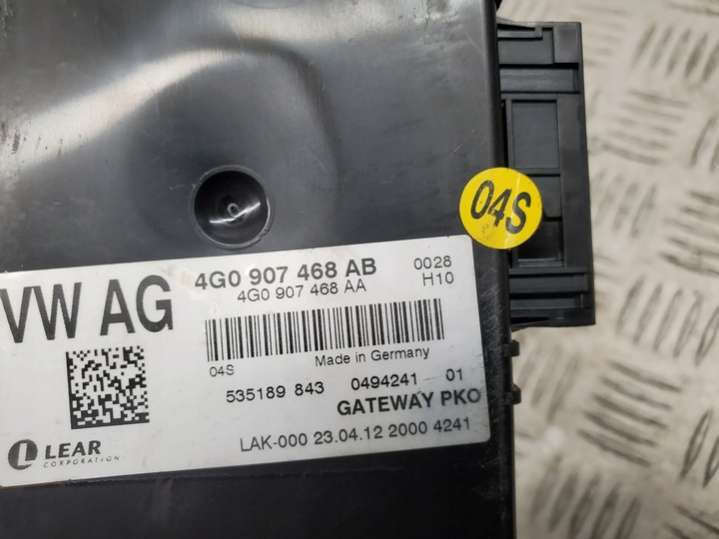 04S
VW AG
4G0 907 468 AB 0028
4G0 907 468 AA H10
04S Made in Germany
535189 843 0494241 01
GATEWAY PKO
LEAR
CORPORATION
LAK-000 23.04.12 2000 4241